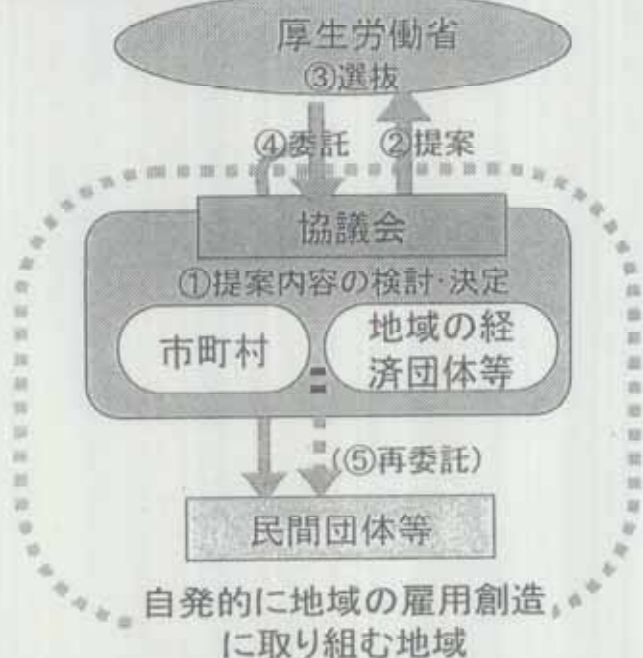 厚生労働省
③選抜
④委託 ②提案
協議会
①提案内容の検討・決定
市町村
地域の経
済団体等
(⑤再委託)
民間団体等
自発的に地域の雇用創造
に取り組む地域